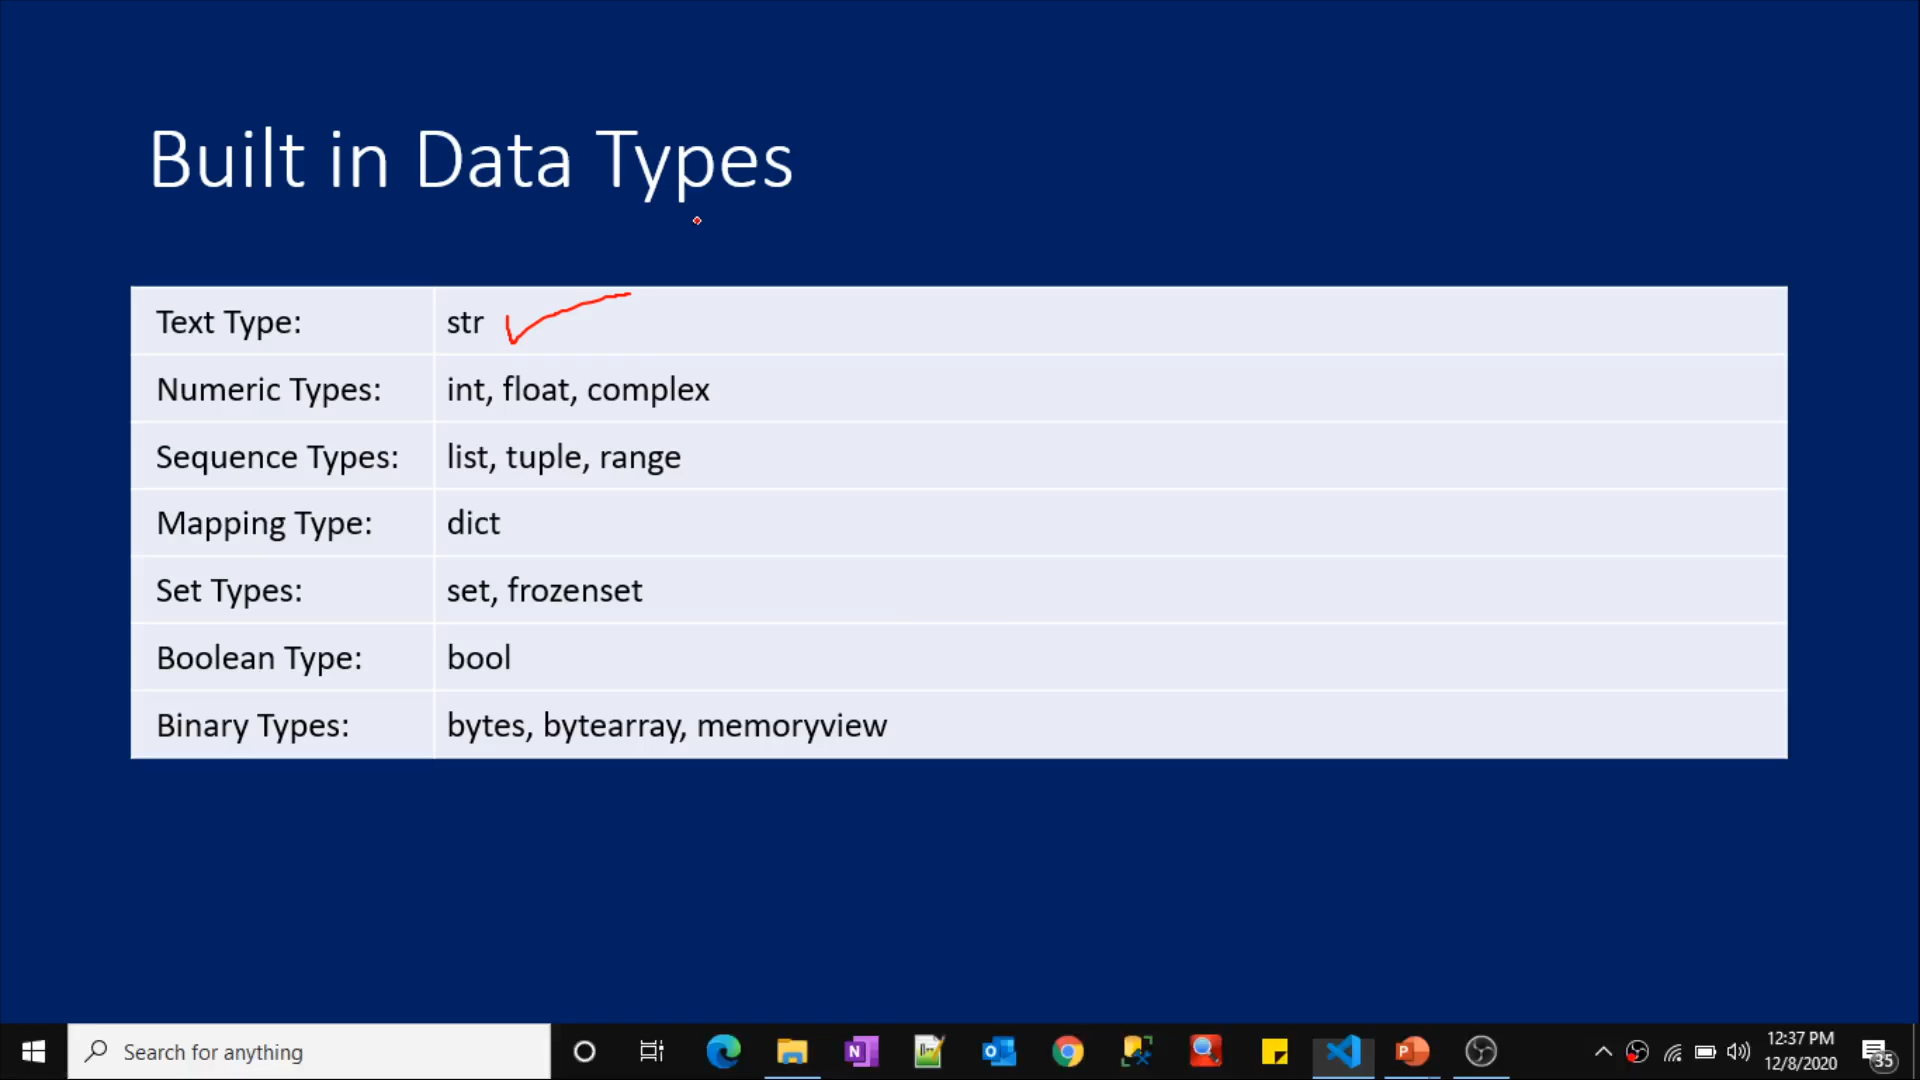 Built in Data Types
Text Type: str
Numeric Types: int, float, complex
Sequence Types: list, tuple, range
Mapping Type: dict
Set Types: set, frozenset
Boolean Type: bool
Binary Types: bytes, bytearray, memoryview
Search for anything
12:37 PM
12/8/2020
35